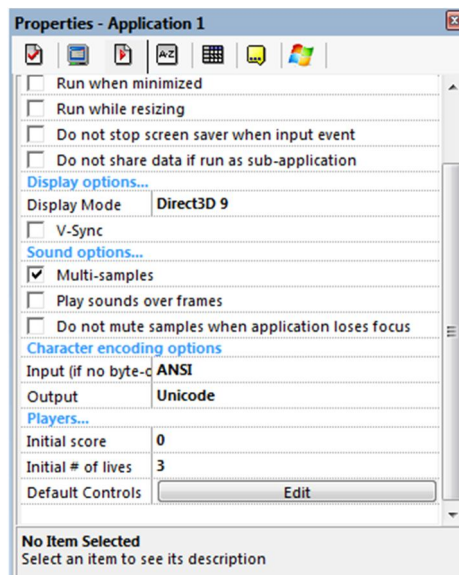 Properties - Application 1
A-Z
Run when minimized
Run while resizing
Do not stop screen saver when input event
Do not share data if run as sub-application
Display options...
Display Mode Direct3D 9
V-Sync
Sound options...
Multi-samples
Play sounds over frames
Do not mute samples when application loses focus
Character encoding options
Input (if no byte-o ANSI
Output Unicode
Players...
Initial score 0
Initial # of lives 3
Default Controls Edit
No Item Selected
Select an item to see its description